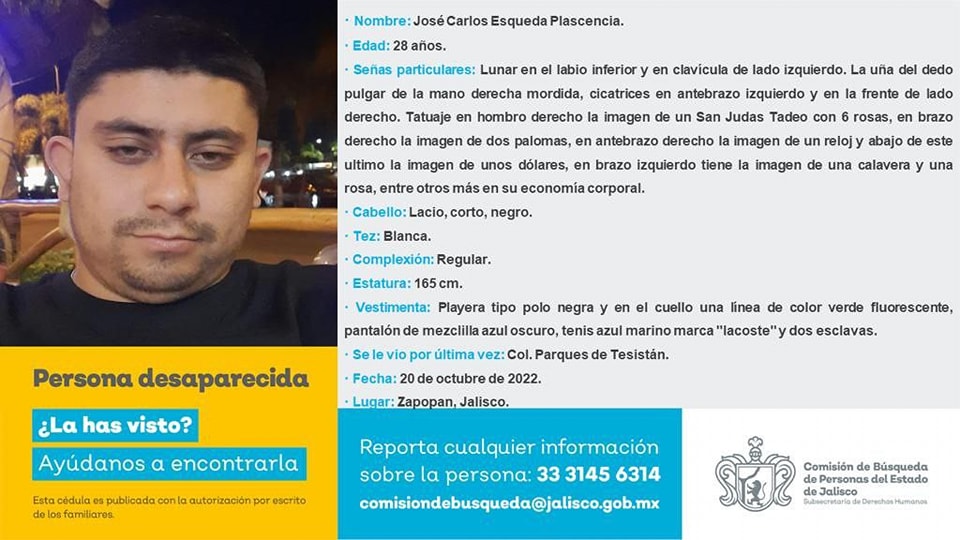 · Nombre: José Carlos Esqueda Plascencia.
· Edad: 28 años.
· Señas particulares: Lunar en el labio inferior y en clavícula de lado izquierdo. La uña del dedo
pulgar de la mano derecha mordida, cicatrices en antebrazo izquierdo y en la frente de lado
derecho. Tatuaje en hombro derecho la imagen de un San Judas Tadeo con 6 rosas, en brazo
derecho la imagen de dos palomas, en antebrazo derecho la imagen de un reloj y abajo de este
ultimo la imagen de unos dólares, en brazo izquierdo tiene la imagen de una calavera y una
rosa, entre otros más en su economía corporal.
· Cabello: Lacio, corto, negro.
· Tez: Blanca.
· Complexión: Regular.
· Estatura: 165 cm.
· Vestimenta: Playera tipo polo negra y en el cuello una línea de color verde fluorescente,
pantalón de mezclilla azul oscuro, tenis azul marino marca "lacoste" y dos esclavas.
· Se le vio por última vez: Col. Parques de Tesistán.
· Fecha: 20 de octubre de 2022.
· Lugar: Zapopan, Jalisco.
Persona desaparecida
¿La has visto?
Ayúdanos a encontrarla
Esta cédula es publicada con la autorización por escrito
de los familiares.
Reporta cualquier información
sobre la persona: 33 3145 6314
comisiondebusqueda@jalisco.gob.mx
Comisión de Búsqueda
de Personas del Estado
de Jalisco
Subsecretaría de Derechos Humanos